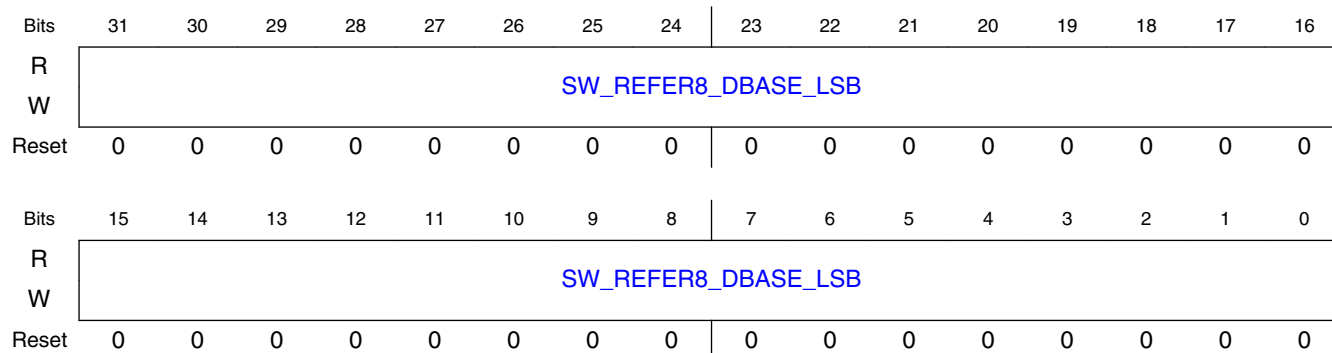 Bits 31 30 29 28 27 26 25 24 23 22 21 20 19 18 17 16
R
SW_REFER8_DBASE_LSB
W
Reset 0 0 0 0 0 0 0 0 0 0 0 0 0 0 0 0
Bits 15 14 13 12 11 10 9 8 7 6 5 4 3 2 1 0
R
SW_REFER8_DBASE_LSB
W
Reset 0 0 0 0 0 0 0 0 0 0 0 0 0 0 0 0